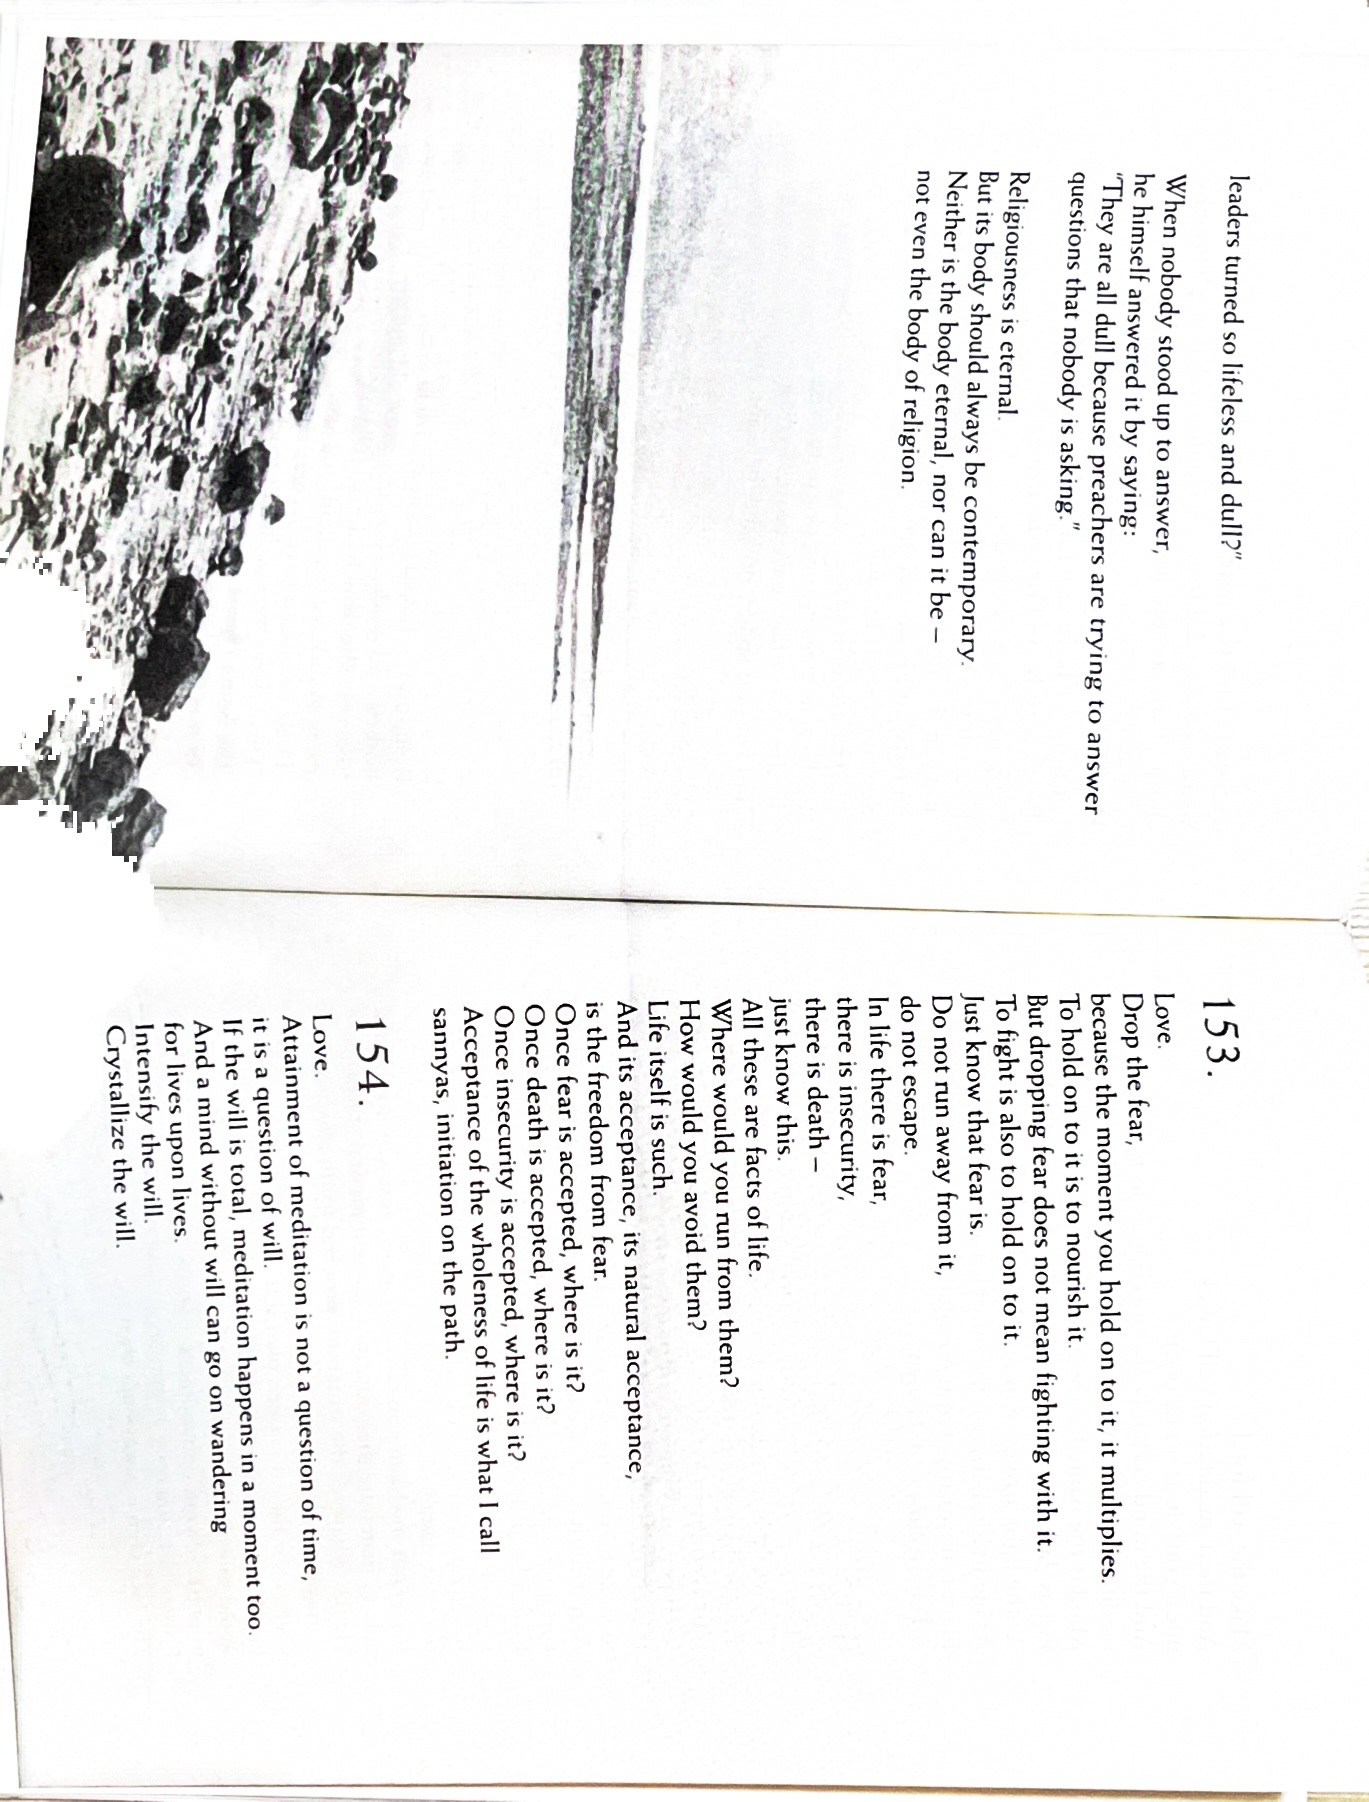 leaders turned so lifeless and dull?"
When nobody stood up to answer,
he himself answered it by saying:
"They are all dull because preachers are trying to answer
questions that nobody is asking."
Religiousness is eternal.
But its body should always be contemporary.
Neither is the body eternal, nor can it be –
not even the body of religion.
153.
Love.
Drop the fear,
because the moment you hold on to it, it multiplies.
To hold on to it is to nourish it.
But dropping fear does not mean fighting with it.
To fight is also to hold on to it.
Just know that fear is.
Do not run away from it,
do not escape.
In life there is fear,
there is insecurity,
there is death –
just know this.
All these are facts of life.
Where would you run from them?
How would you avoid them?
Life itself is such.
And its acceptance, its natural acceptance,
is the freedom from fear.
Once fear is accepted, where is it?
Once death is accepted, where is it?
Once insecurity is accepted, where is it?
Acceptance of the wholeness of life is what I call
sannyas, initiation on the path.
154.
Love.
Attainment of meditation is not a question of time,
it is a question of will.
If the will is total, meditation happens in a moment too.
And a mind without will can go on wandering
for lives upon lives.
Intensify the will.
Crystallize the will.